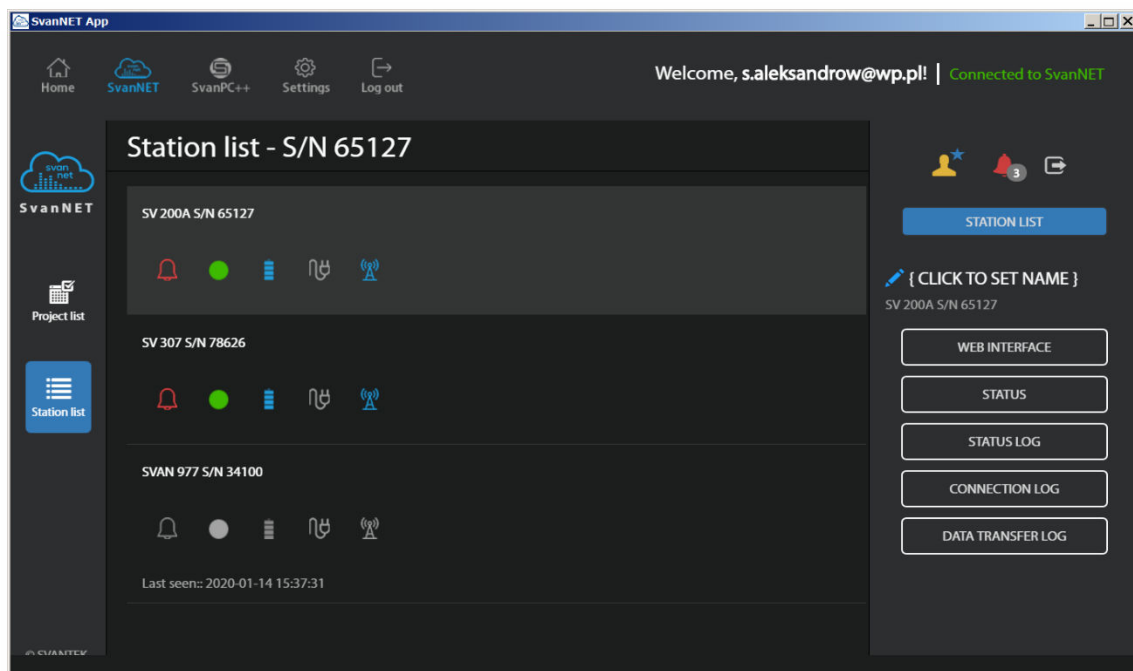 SvanNET App
Home SvanNET SvanPC++ Settings Log out
Welcome, s.aleksandrow@wp.pl! | Connected to SvanNET
svan
net
SvanNET
Project list
Station list
Station list - S/N 65127
SV 200A S/N 65127
SV 307 S/N 78626
SVAN 977 S/N 34100
Last seen:: 2020-01-14 15:37:31
3
STATION LIST
{ CLICK TO SET NAME }
SV 200A S/N 65127
WEB INTERFACE
STATUS
STATUS LOG
CONNECTION LOG
DATA TRANSFER LOG
© SVANTEK